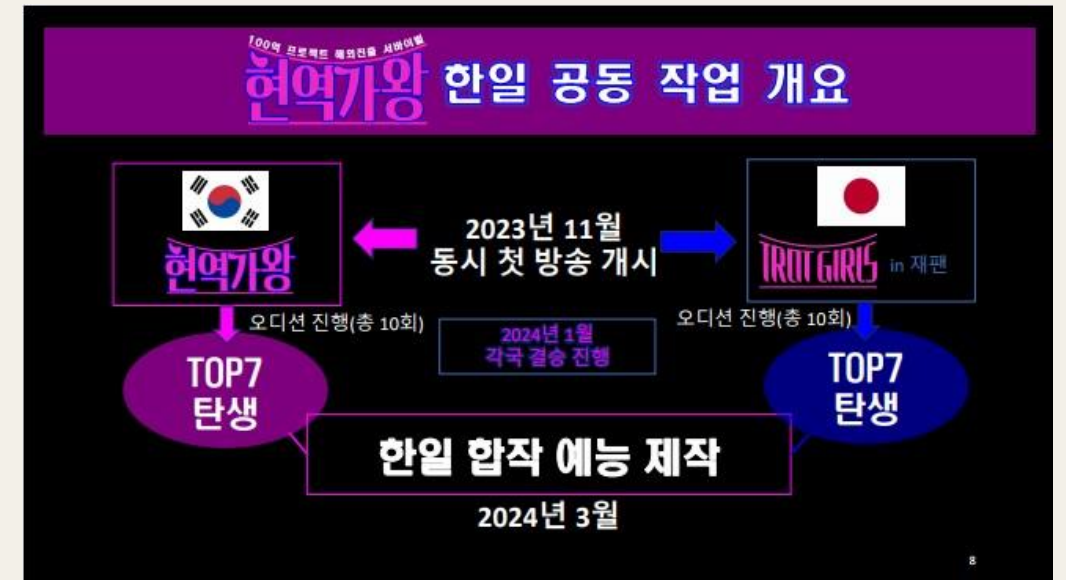 100억 프로젝트 해외진출 서바이벌
현역가왕 한일 공동 작업 개요
현역가왕
2023년 11월
동시 첫 방송 개시
TROT GIRLS in 재팬
오디션 진행(총 10회)
2024년 1월
각국 결승 진행
오디션 진행(총 10회)
TOP7
탄생
TOP7
탄생
한일 합작 예능 제작
2024년 3월
8